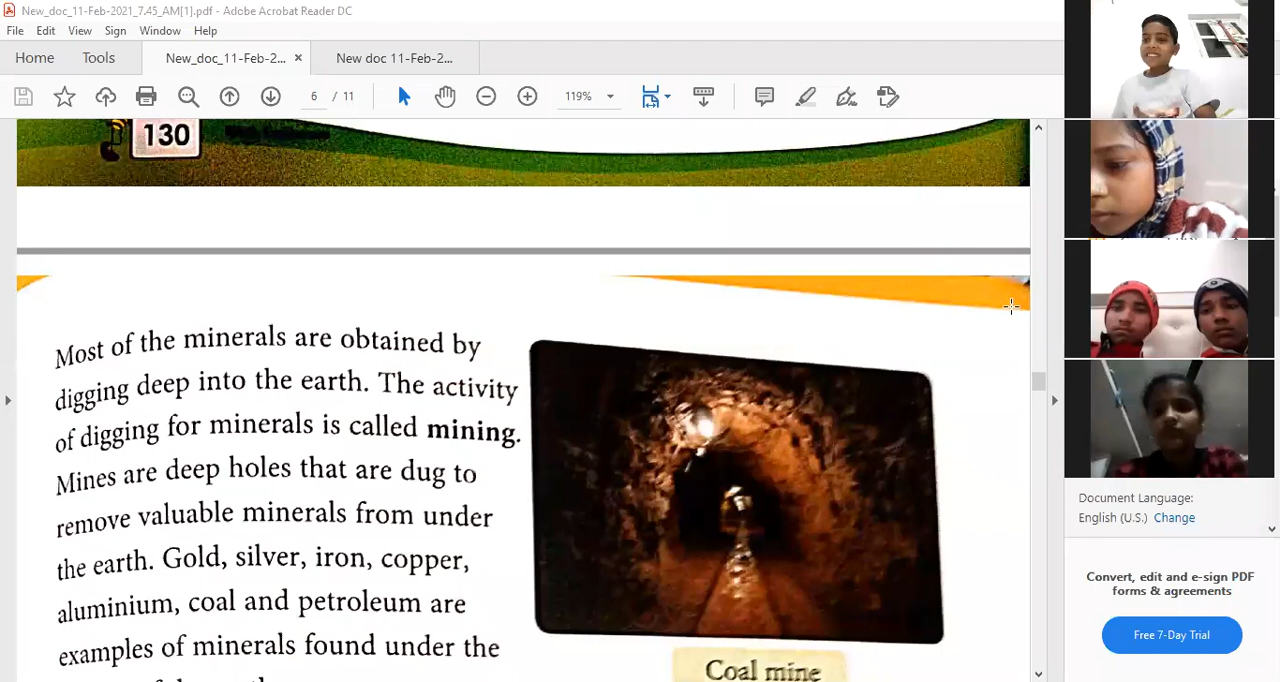 New_doc_11-Feb-2021_7.45_AM[1].pdf - Adobe Acrobat Reader DC
File Edit View Sign Window Help
Home Tools New_doc_11-Feb-2... × New doc 11-Feb-2...
6 / 11 119%
130
Most of the minerals are obtained by
digging deep into the earth. The activity
of digging for minerals is called mining.
Mines are deep holes that are dug to
remove valuable minerals from under
the earth. Gold, silver, iron, copper,
aluminium, coal and petroleum are
examples of minerals found under the
Coal mine
Document Language:
English (U.S.) Change
Convert, edit and e-sign PDF
forms & agreements
Free 7-Day Trial